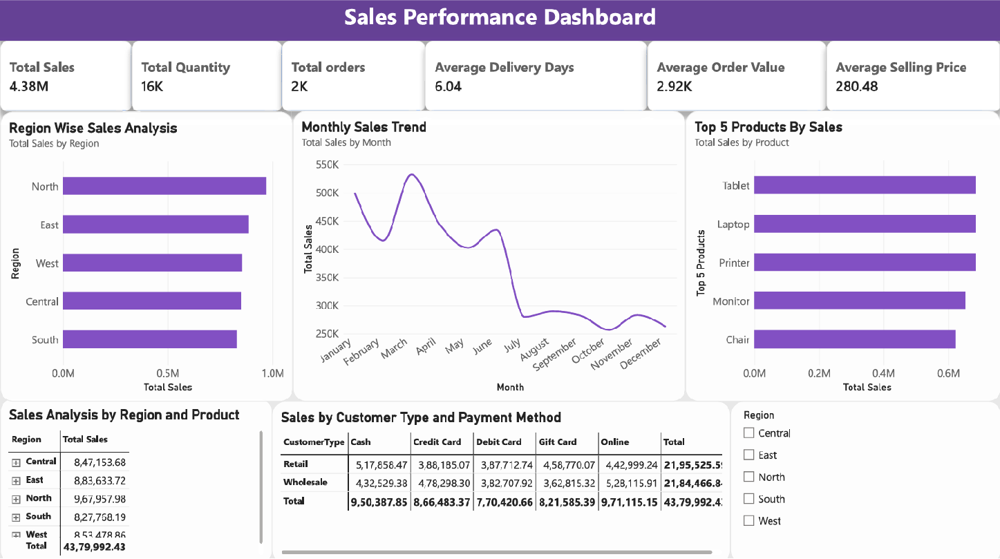 Sales Performance Dashboard
Total Sales
4.38M
Total Quantity
16K
Total orders
2K
Average Delivery Days
6.04
Average Order Value
2.92K
Average Selling Price
280.48
Region Wise Sales Analysis
Total Sales by Region
Region
North
East
West
Central
South
0.0M 0.5M 1.0M
Total Sales
Monthly Sales Trend
Total Sales by Month
Total Sales
550K
500K
450K
400K
350K
300K
250K
January February March April May June July August September October November December
Month
Top 5 Products By Sales
Total Sales by Product
Top 5 Products
Tablet
Laptop
Printer
Monitor
Chair
0.0M 0.2M 0.4M 0.6M
Total Sales
Sales Analysis by Region and Product
Region Total Sales
Central 8,47,153.68
East 8,83,633.72
North 9,67,957.98
South 8,27,768.19
West 8,53,478.86
Total 43,79,992.43
Sales by Customer Type and Payment Method
CustomerType Cash Credit Card Debit Card Gift Card Online Total
Retail 5,17,858.47 3,88,185.07 3,87,712.74 4,58,770.07 4,42,999.24 21,95,525.5
Wholesale 4,32,529.38 4,78,298.30 3,82,707.92 3,62,815.32 5,28,115.91 21,84,466.8
Total 9,50,387.85 8,66,483.37 7,70,420.66 8,21,585.39 9,71,115.15 43,79,992.4
Region
Central
East
North
South
West